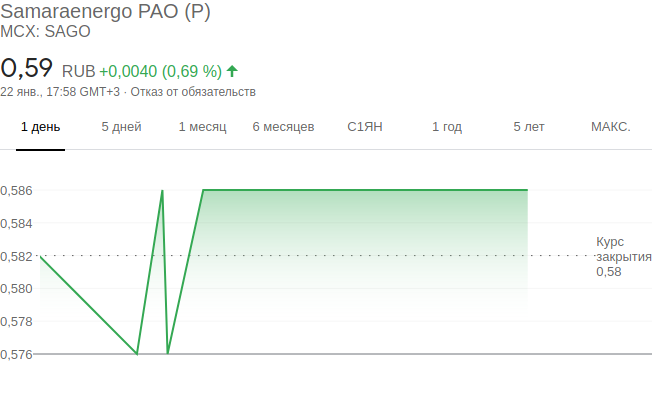 Samaraenergo PAO (P)
MCX: SAGO
0,59 RUB +0,0040 (0,69 %)
22 янв., 17:58 GMT+3 · Отказ от обязательств
1 день 5 дней 1 месяц 6 месяцев С1ЯН 1 год 5 лет МАКС.
0,586
0,584
0,582
0,580
0,578
0,576
Курс
закрытия
0,58